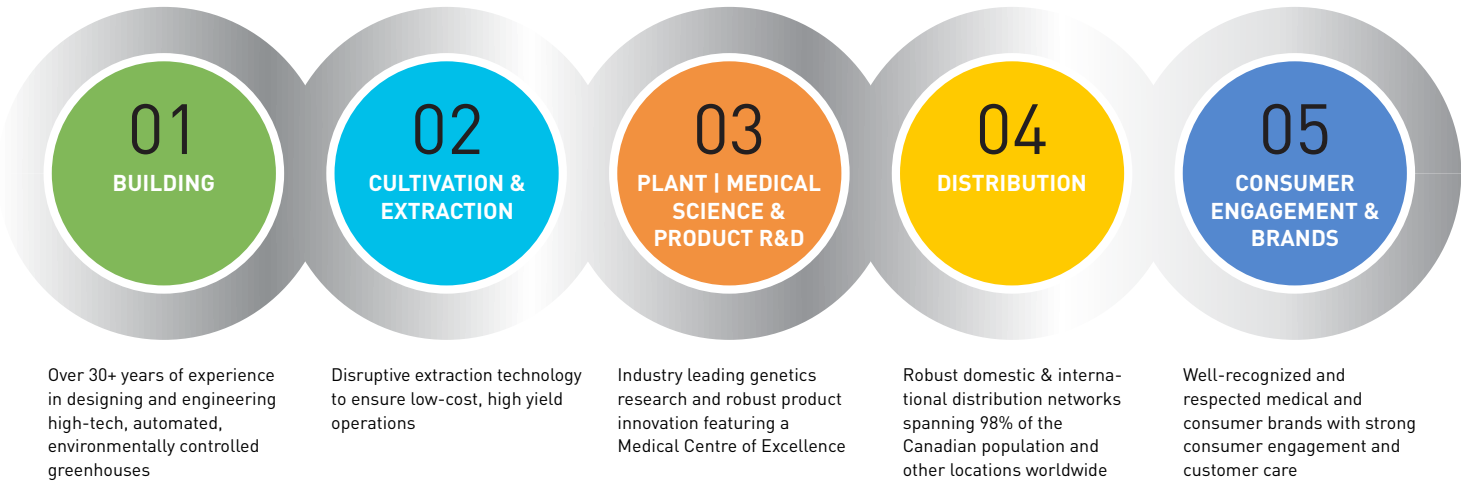 01
BUILDING
Over 30+ years of experience
in designing and engineering
high-tech, automated,
environmentally controlled
greenhouses
02
CULTIVATION &
EXTRACTION
Disruptive extraction technology
to ensure low-cost, high yield
operations
03
PLANT | MEDICAL
SCIENCE &
PRODUCT R&D
Industry leading genetics
research and robust product
innovation featuring a
Medical Centre of Excellence
04
DISTRIBUTION
Robust domestic & interna-
tional distribution networks
spanning 98% of the
Canadian population and
other locations worldwide
05
CONSUMER
ENGAGEMENT &
BRANDS
Well-recognized and
respected medical and
consumer brands with strong
consumer engagement and
customer care